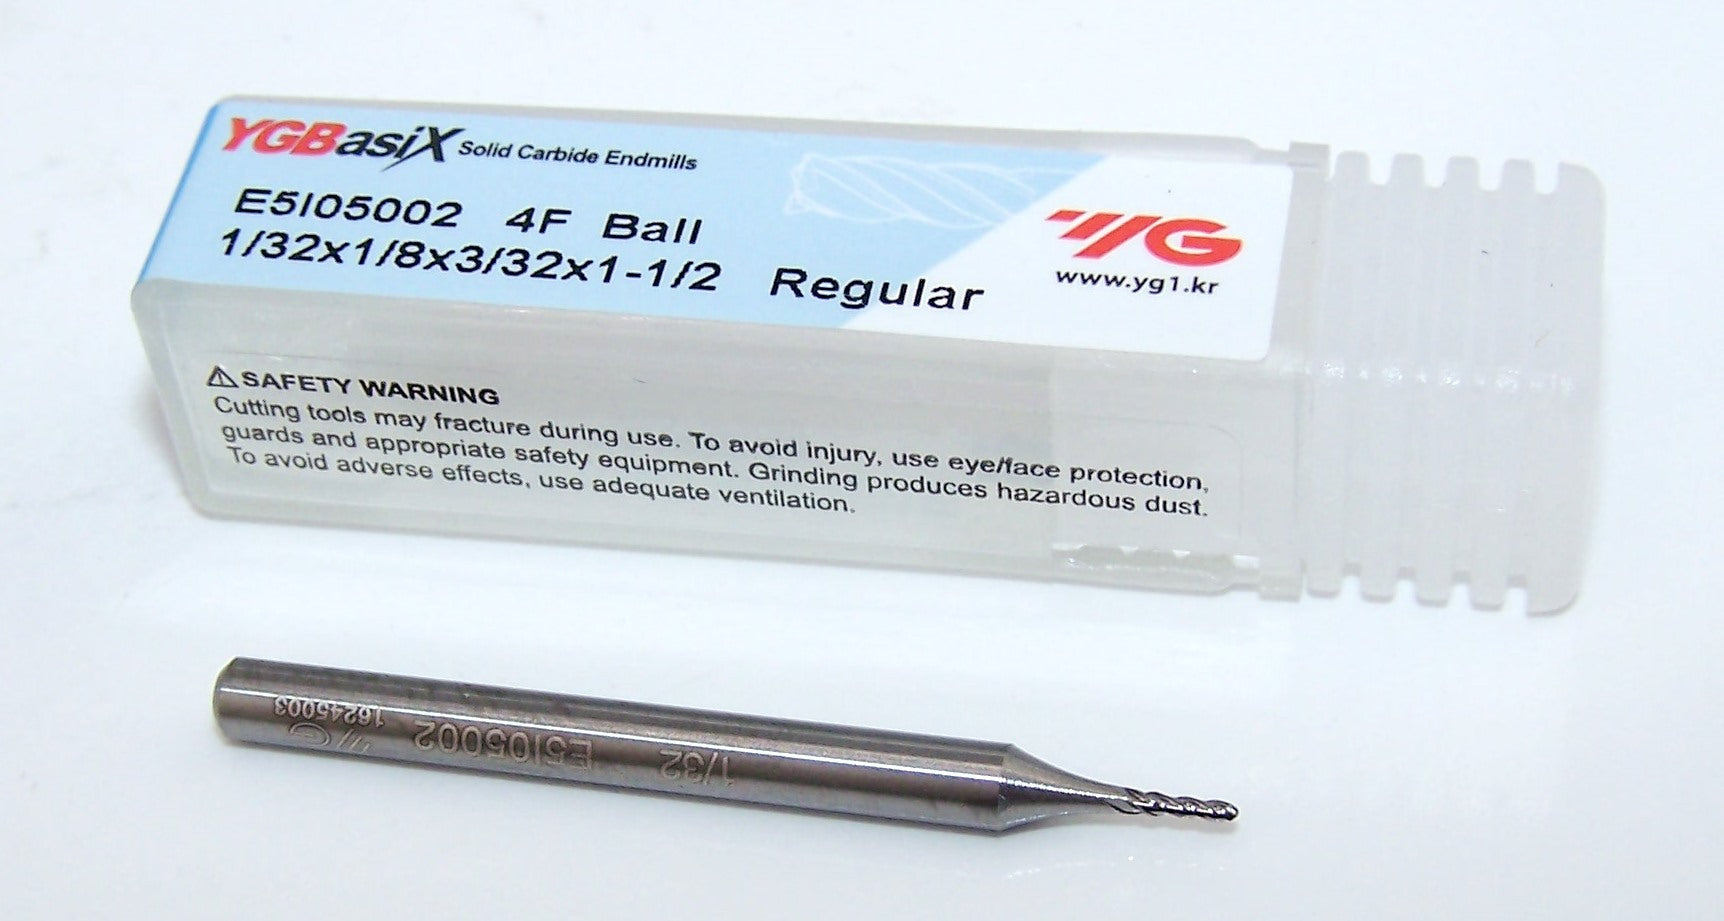 YGBasiX Solid Carbide Endmills
E5I05002 4F Ball
1/32x1/8x3/32x1-1/2 Regular
YG
www.yg1.kr
SAFETY WARNING
Cutting tools may fracture during use. To avoid injury, use eye/face protection,
guards and appropriate safety equipment. Grinding produces hazardous dust.
To avoid adverse effects, use adequate ventilation.
1/32 E5I05002 YG
16245003